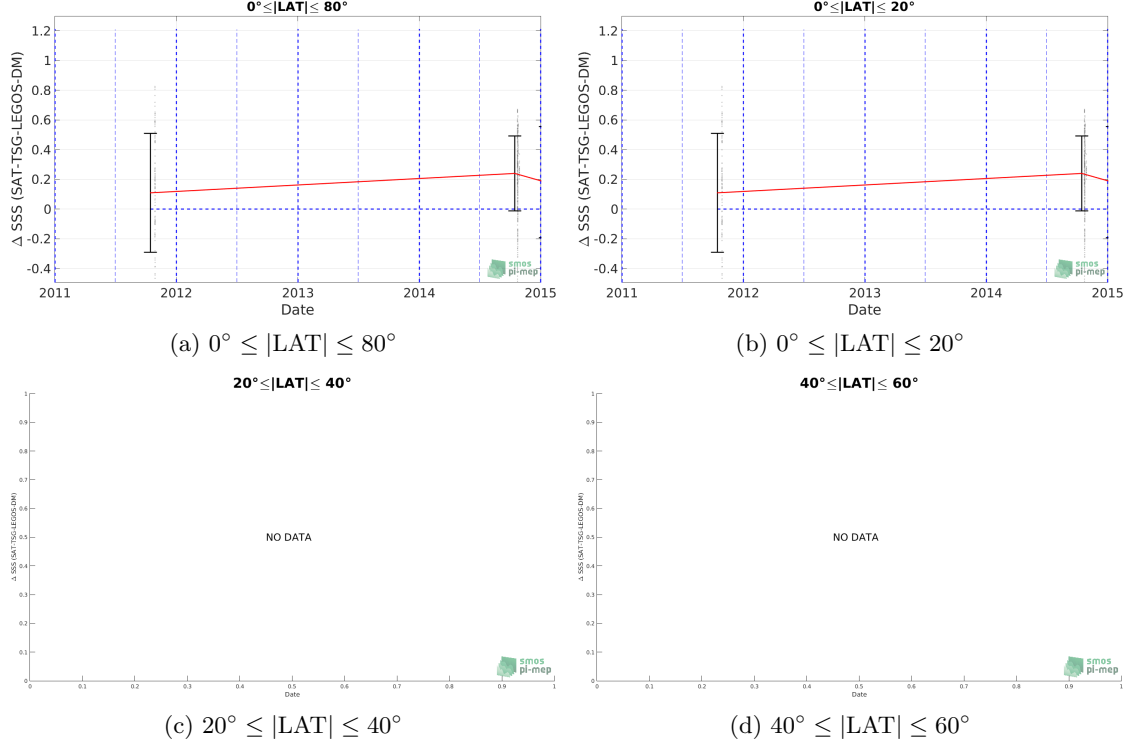 0°≤|LAT|≤ 80°
Δ SSS (SAT-TSG-LEGOS-DM)
1.2
1
0.8
0.6
0.4
0.2
0
-0.2
-0.4
2011 2012 2013 2014 2015
Date
smos
pi-mep
(a) 0° ≤ |LAT| ≤ 80°
0°≤|LAT|≤ 20°
Δ SSS (SAT-TSG-LEGOS-DM)
1.2
1
0.8
0.6
0.4
0.2
0
-0.2
-0.4
2011 2012 2013 2014 2015
Date
smos
pi-mep
(b) 0° ≤ |LAT| ≤ 20°
20°≤|LAT|≤ 40°
Δ SSS (SAT-TSG-LEGOS-DM)
1
0.9
0.8
0.7
0.6
0.5
0.4
0.3
0.2
0.1
0
NO DATA
0 0.1 0.2 0.3 0.4 0.5 0.6 0.7 0.8 0.9 1
Date
smos
pi-mep
(c) 20° ≤ |LAT| ≤ 40°
40°≤|LAT|≤ 60°
Δ SSS (SAT-TSG-LEGOS-DM)
1
0.9
0.8
0.7
0.6
0.5
0.4
0.3
0.2
0.1
0
NO DATA
0 0.1 0.2 0.3 0.4 0.5 0.6 0.7 0.8 0.9 1
Date
smos
pi-mep
(d) 40° ≤ |LAT| ≤ 60°